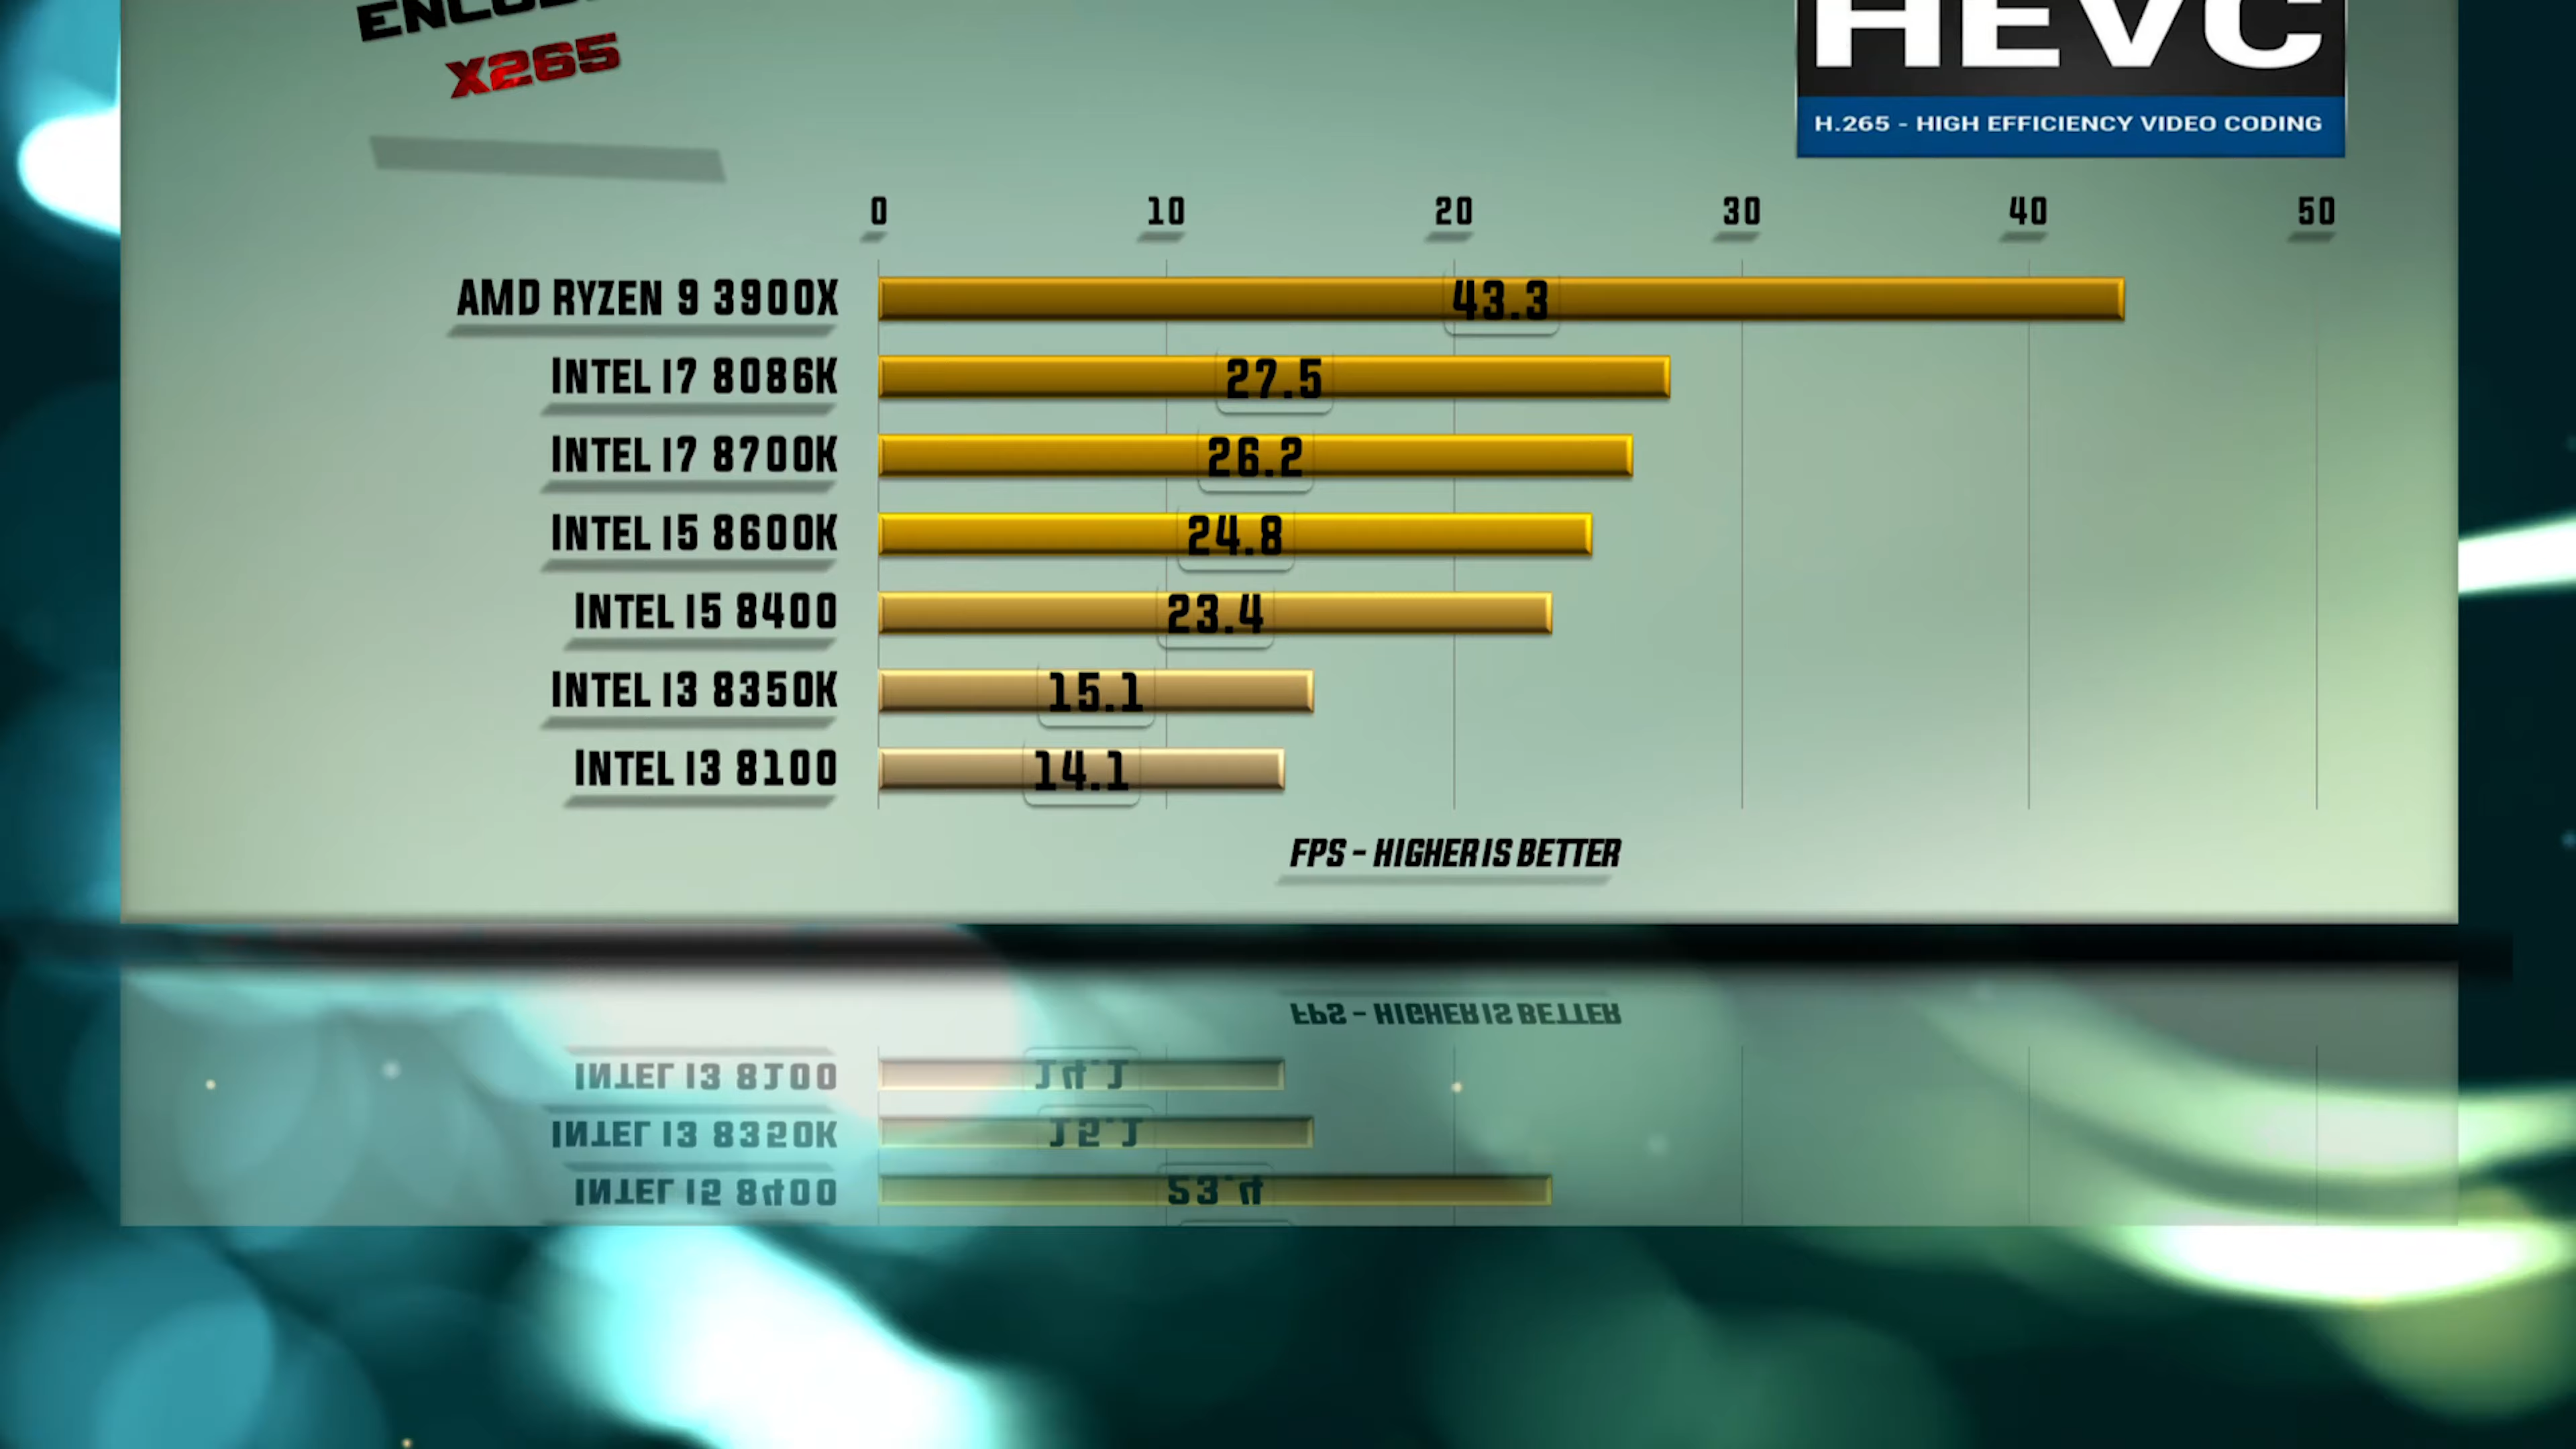 X265
HEVC
H.265 - HIGH EFFICIENCY VIDEO CODING
0 10 20 30 40 50
AMD RYZEN 9 3900X 43.3
INTEL I7 8086K 27.5
INTEL I7 8700K 26.2
INTEL I5 8600K 24.8
INTEL I5 8400 23.4
INTEL I3 8350K 15.1
INTEL I3 8100 14.1
FPS - HIGHER IS BETTER